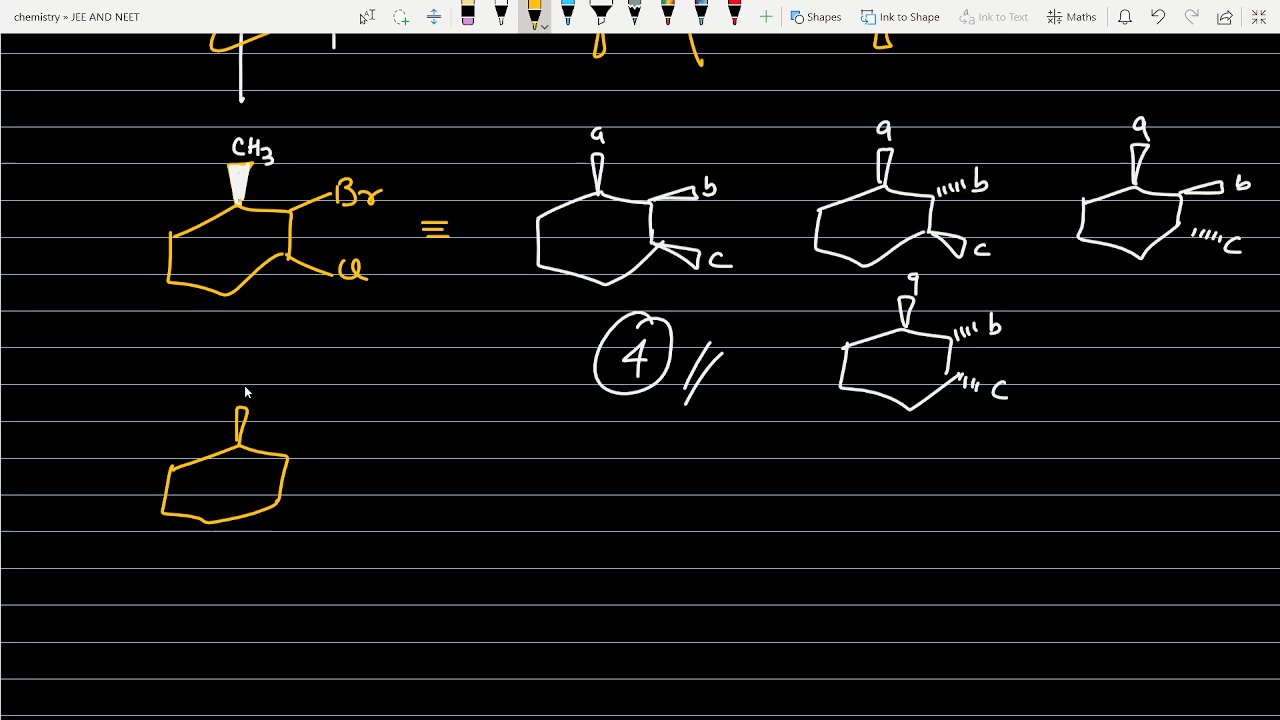 chemistry » JEE AND NEET
Shapes
Ink to Shape
Ink to Text
Maths
CH3
Br
Cl
≡
a
b
c
a
b
c
a
b
c
4 //
a
b
c